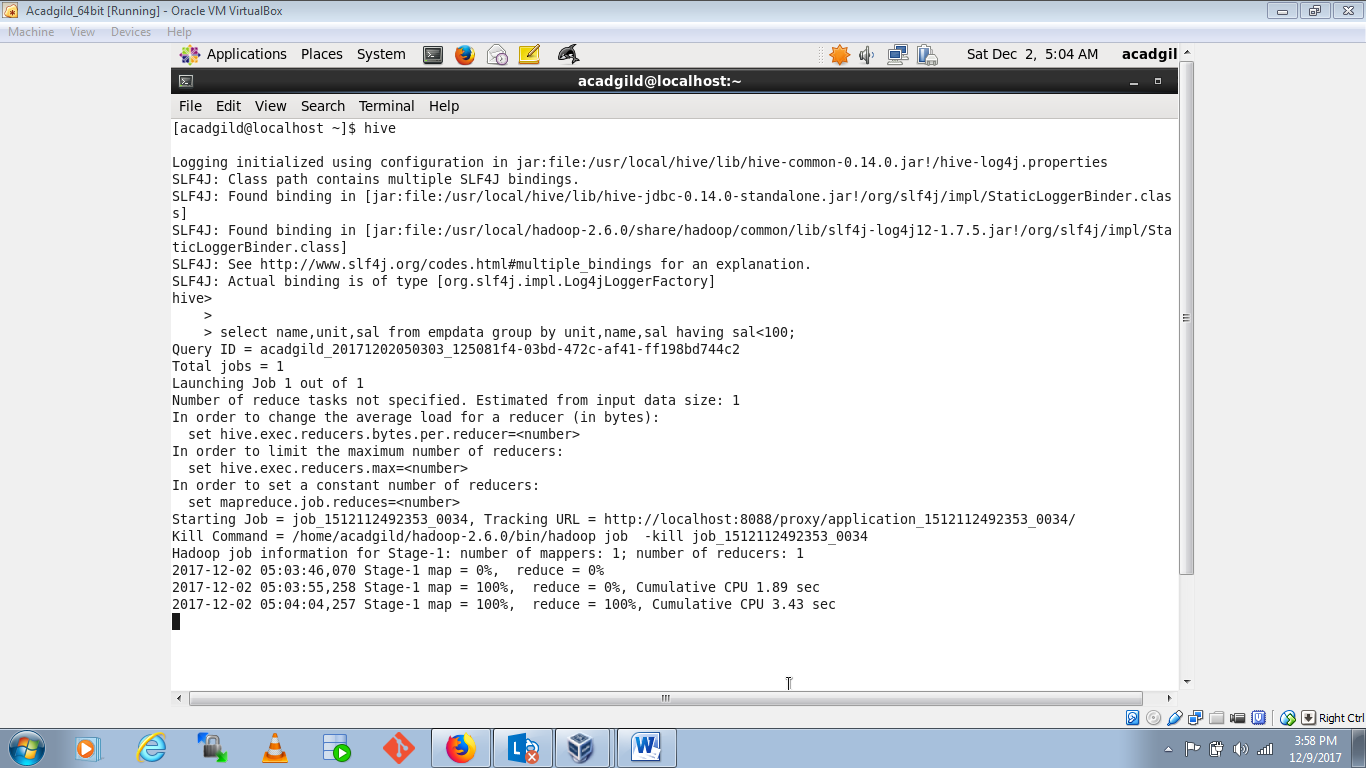 Acadgild_64bit [Running] - Oracle VM VirtualBox
Machine View Devices Help
Applications Places System Sat Dec 2, 5:04 AM acadgil
acadgild@localhost:~
File Edit View Search Terminal Help
[acadgild@localhost ~]$ hive
Logging initialized using configuration in jar:file:/usr/local/hive/lib/hive-common-0.14.0.jar!/hive-log4j.properties
SLF4J: Class path contains multiple SLF4J bindings.
SLF4J: Found binding in [jar:file:/usr/local/hive/lib/hive-jdbc-0.14.0-standalone.jar!/org/slf4j/impl/StaticLoggerBinder.clas
s]
SLF4J: Found binding in [jar:file:/usr/local/hadoop-2.6.0/share/hadoop/common/lib/slf4j-log4j12-1.7.5.jar!/org/slf4j/impl/Sta
ticLoggerBinder.class]
SLF4J: See http://www.slf4j.org/codes.html#multiple_bindings for an explanation.
SLF4J: Actual binding is of type [org.slf4j.impl.Log4jLoggerFactory]
hive>
    >
    > select name,unit,sal from empdata group by unit,name,sal having sal<100;
Query ID = acadgild_20171202050303_125081f4-03bd-472c-af41-ff198bd744c2
Total jobs = 1
Launching Job 1 out of 1
Number of reduce tasks not specified. Estimated from input data size: 1
In order to change the average load for a reducer (in bytes):
  set hive.exec.reducers.bytes.per.reducer=<number>
In order to limit the maximum number of reducers:
  set hive.exec.reducers.max=<number>
In order to set a constant number of reducers:
  set mapreduce.job.reduces=<number>
Starting Job = job_1512112492353_0034, Tracking URL = http://localhost:8088/proxy/application_1512112492353_0034/
Kill Command = /home/acadgild/hadoop-2.6.0/bin/hadoop job  -kill job_1512112492353_0034
Hadoop job information for Stage-1: number of mappers: 1; number of reducers: 1
2017-12-02 05:03:46,070 Stage-1 map = 0%,  reduce = 0%
2017-12-02 05:03:55,258 Stage-1 map = 100%,  reduce = 0%, Cumulative CPU 1.89 sec
2017-12-02 05:04:04,257 Stage-1 map = 100%,  reduce = 100%, Cumulative CPU 3.43 sec
Right Ctrl
3:58 PM
12/9/2017